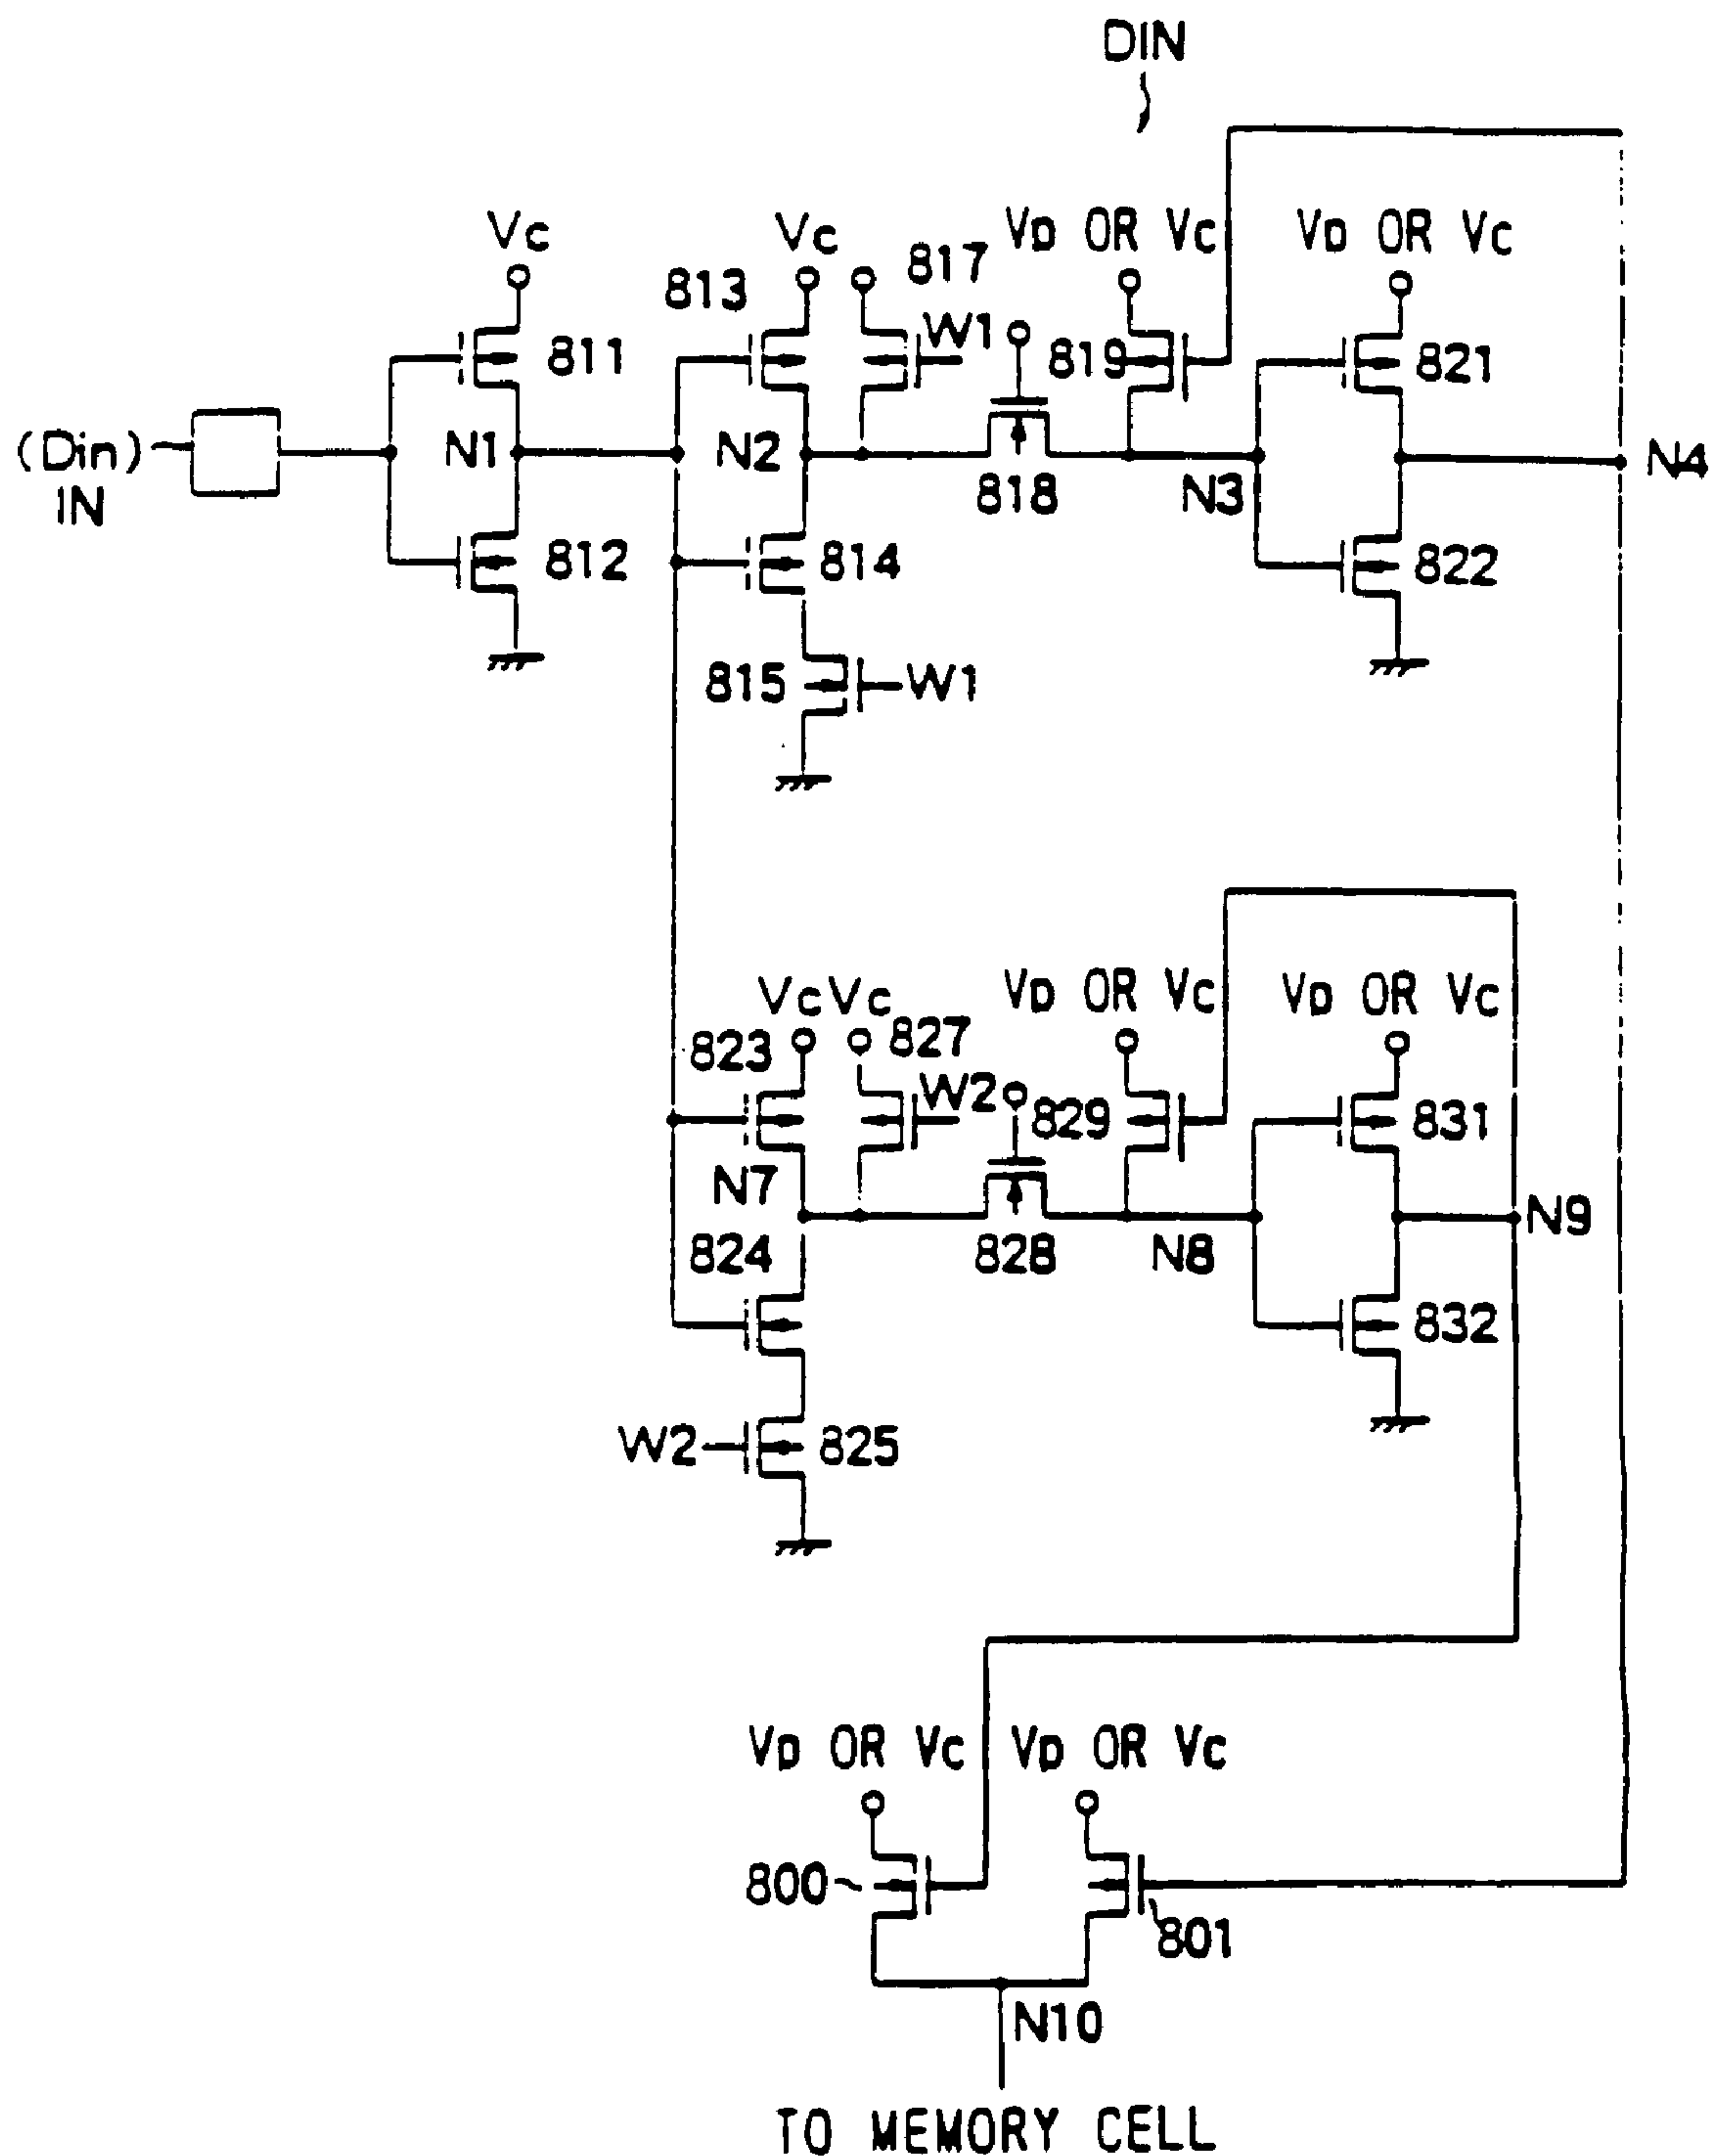 DIN
Vc
Vc
VD OR Vc
VD OR Vc
813
817
W1
811
819
821
(Din)
IN
N1
N2
818
N3
N4
812
814
822
815
W1
Vc
Vc
VD OR Vc
VD OR Vc
823
827
W2
829
831
N7
824
828
N8
N9
832
W2
825
VD OR Vc
VD OR Vc
800
801
N10
TO MEMORY CELL